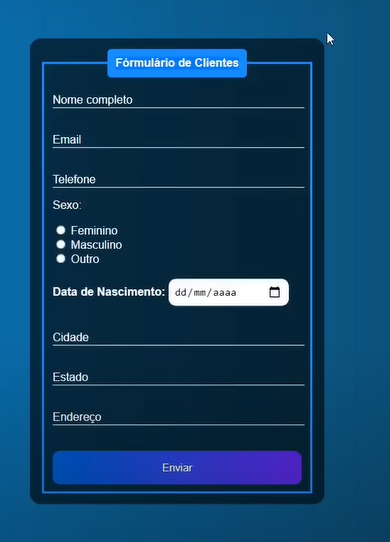 Fórmulário de Clientes
Nome completo
Email
Telefone
Sexo:
Feminino
Masculino
Outro
Data de Nascimento: dd/mm/aaaa
Cidade
Estado
Endereço
Enviar